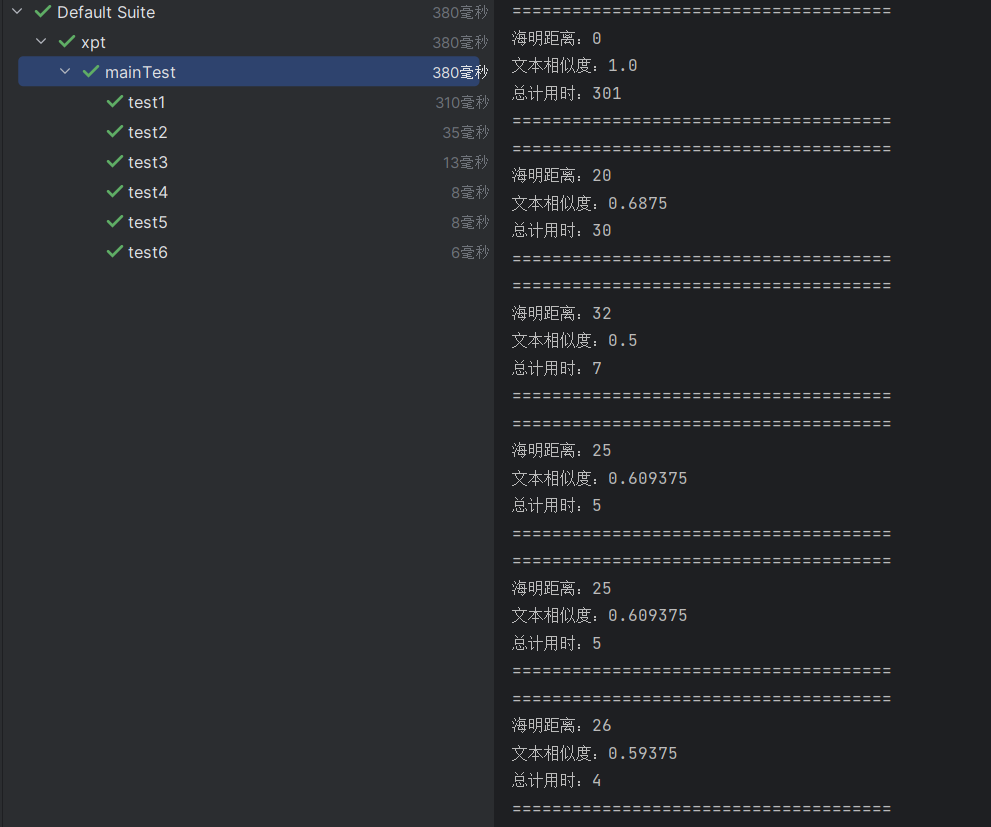 Default Suite 380毫秒
xpt 380毫秒
mainTest 380毫秒
test1 310毫秒
test2 35毫秒
test3 13毫秒
test4 8毫秒
test5 8毫秒
test6 6毫秒
======================================
海明距离：0
文本相似度：1.0
总计用时：301
======================================
======================================
海明距离：20
文本相似度：0.6875
总计用时：30
======================================
======================================
海明距离：32
文本相似度：0.5
总计用时：7
======================================
======================================
海明距离：25
文本相似度：0.609375
总计用时：5
======================================
======================================
海明距离：25
文本相似度：0.609375
总计用时：5
======================================
======================================
海明距离：26
文本相似度：0.59375
总计用时：4
======================================